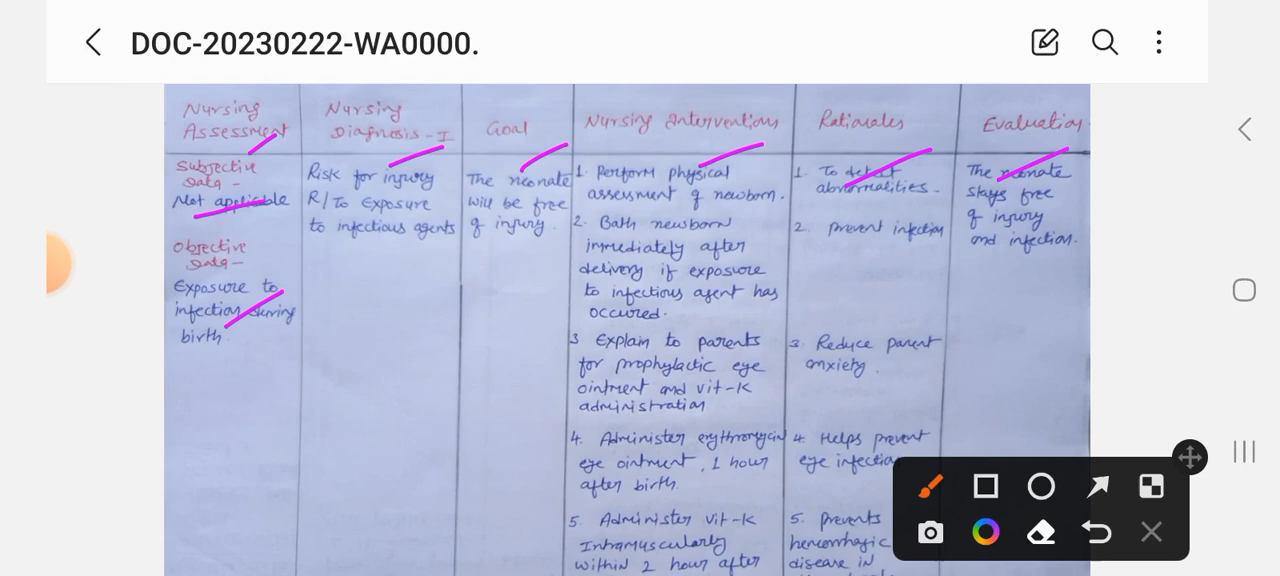 DOC-20230222-WA0000.
Nursing
Assessment
Subjective
Data -
Not applicable
Objective
Data -
Exposure to
infection during
birth.
Nursing
Diagnosis - I
Risk for injury
R/To Exposure
to infectious agents
Goal
The neonate
will be free
of injury.
Nursing Interventions
1. Perform physical
assessment of newborn.
2. Bath newborn
immediately after
delivery if exposure
to infectious agent has
occured.
3 Explain to parents
for prophylactic eye
ointment and vit-K
administration
4. Administer erythromycin
eye ointment, 1 hour
after birth.
5. Administer vit-K
Intramuscularly
within 2 hour after
Rationales
1. To detect
abnormalities.
2. prevent infection
3. Reduce parent
anxiety.
4. Helps prevent
eye infection
5. Prevents
hemorrhagic
disease in
Evaluation
The neonate
stays free
of injury
and infection.